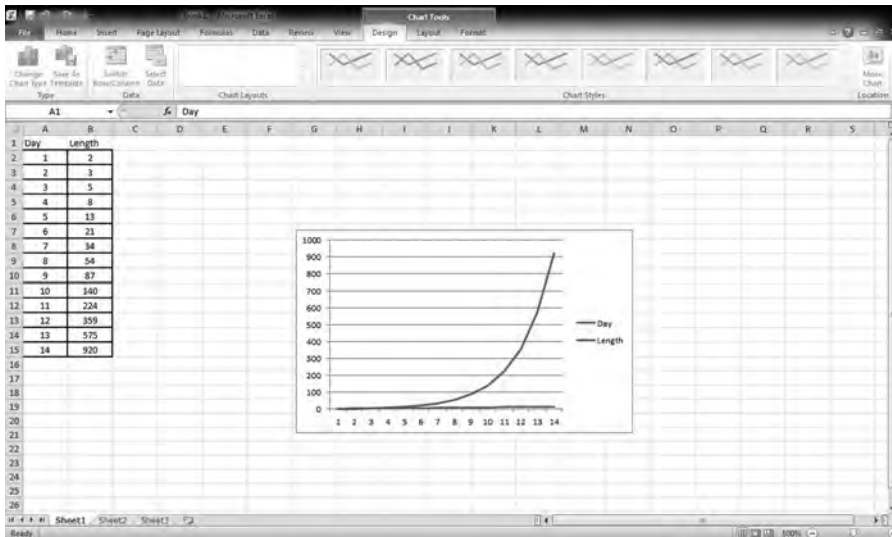 Chart Tools
File Home Insert Page Layout Formulas Data Review View Design Layout Format
Change Chart Type Save As Template Switch Row/Column Select Data Move Chart
Type Data Chart Layouts Chart Styles Location
A1 fx Day
A B C D E F G H I J K L M N O P Q R S
1 Day Length
2 1 2
3 2 3
4 3 5
5 4 8
6 5 13
7 6 21
8 7 34
9 8 54
10 9 87
11 10 140
12 11 224
13 12 359
14 13 575
15 14 920
16
17
18
19
20
21
22
23
24
25
26
1000
900
800
700
600
500
400
300
200
100
0
1 2 3 4 5 6 7 8 9 10 11 12 13 14
Day
Length
Sheet1 Sheet2 Sheet3
Ready 100%